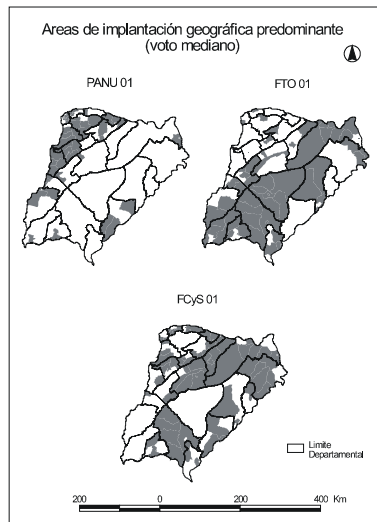 Areas de implantación geográfica predominante
(voto mediano)
PANU 01
FTO 01
FCyS 01
Limite
Departamental
200 0 200 400 Km